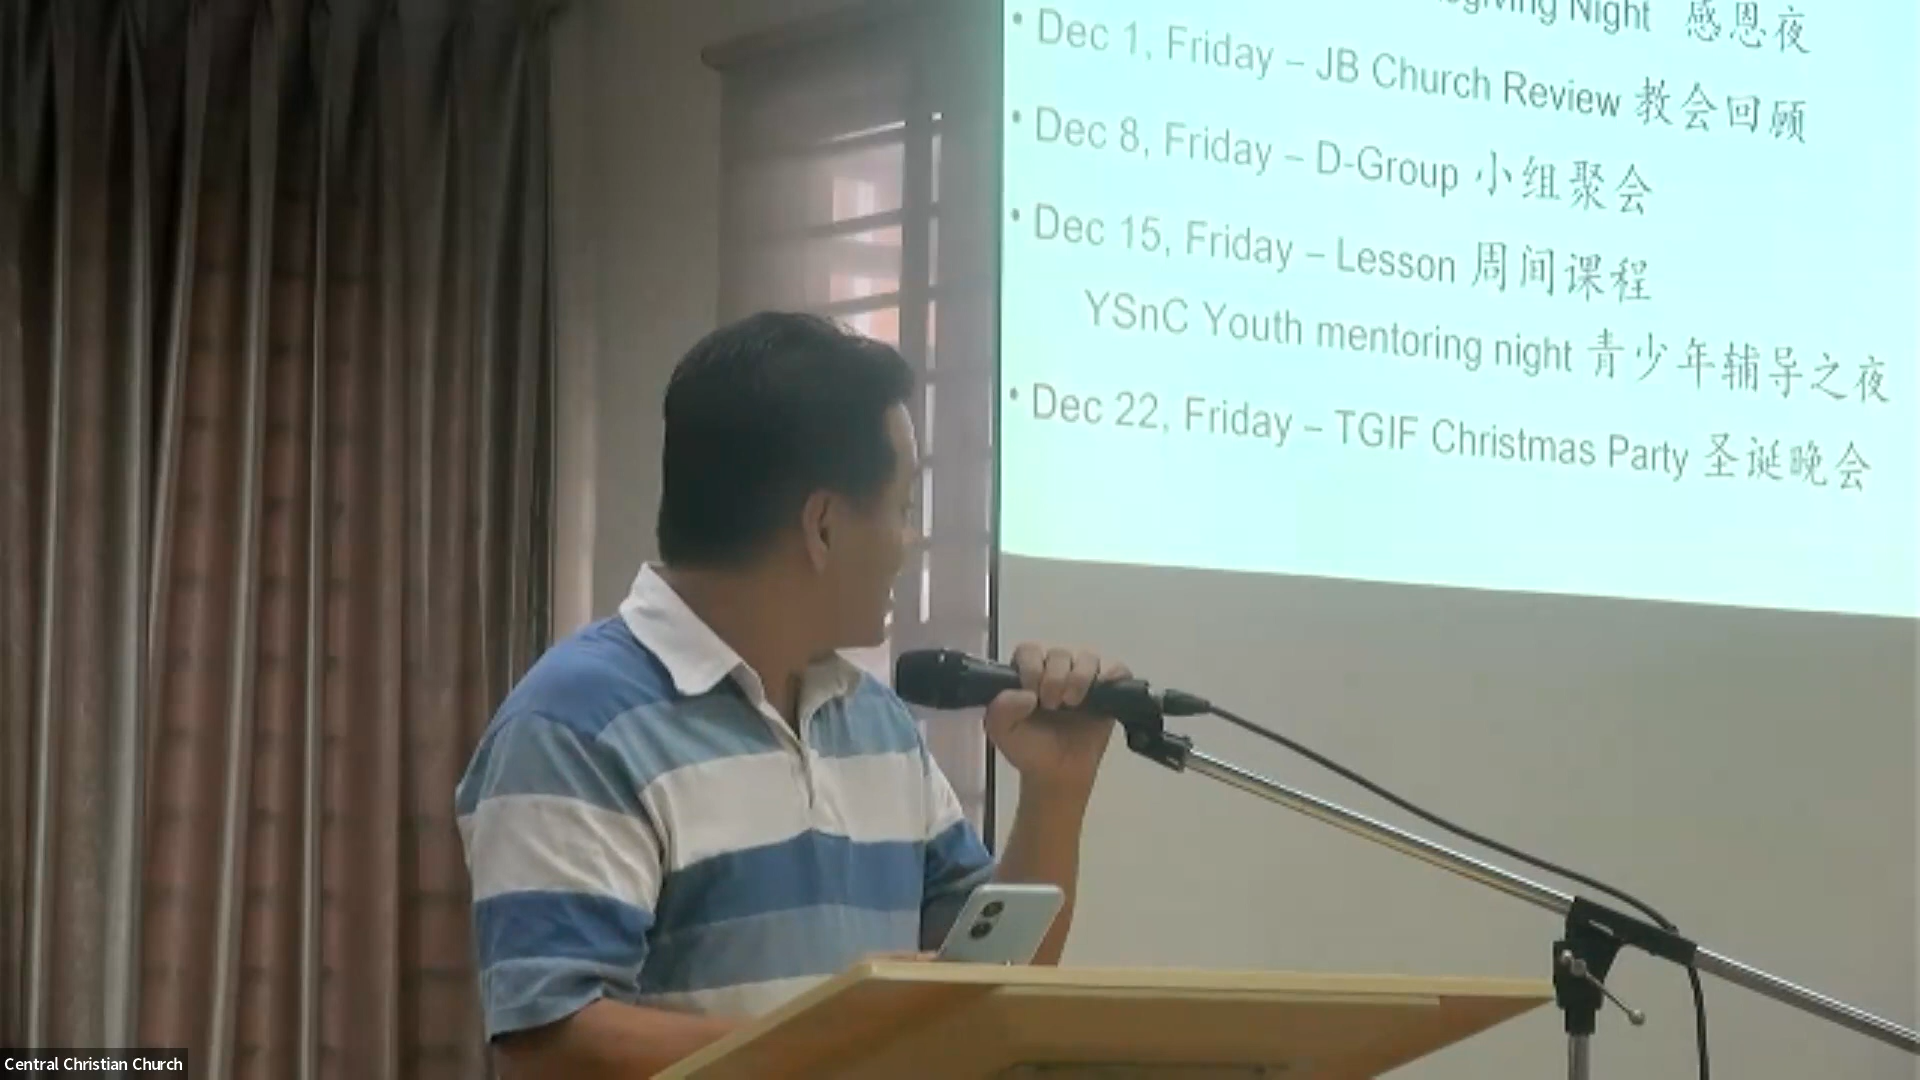 Night 感恩夜
• Dec 1, Friday – JB Church Review 教会回顾
• Dec 8, Friday – D-Group 小组聚会
• Dec 15, Friday – Lesson 周间课程
YSnC Youth mentoring night 青少年辅导之夜
• Dec 22, Friday – TGIF Christmas Party 圣诞晚会
Central Christian Church